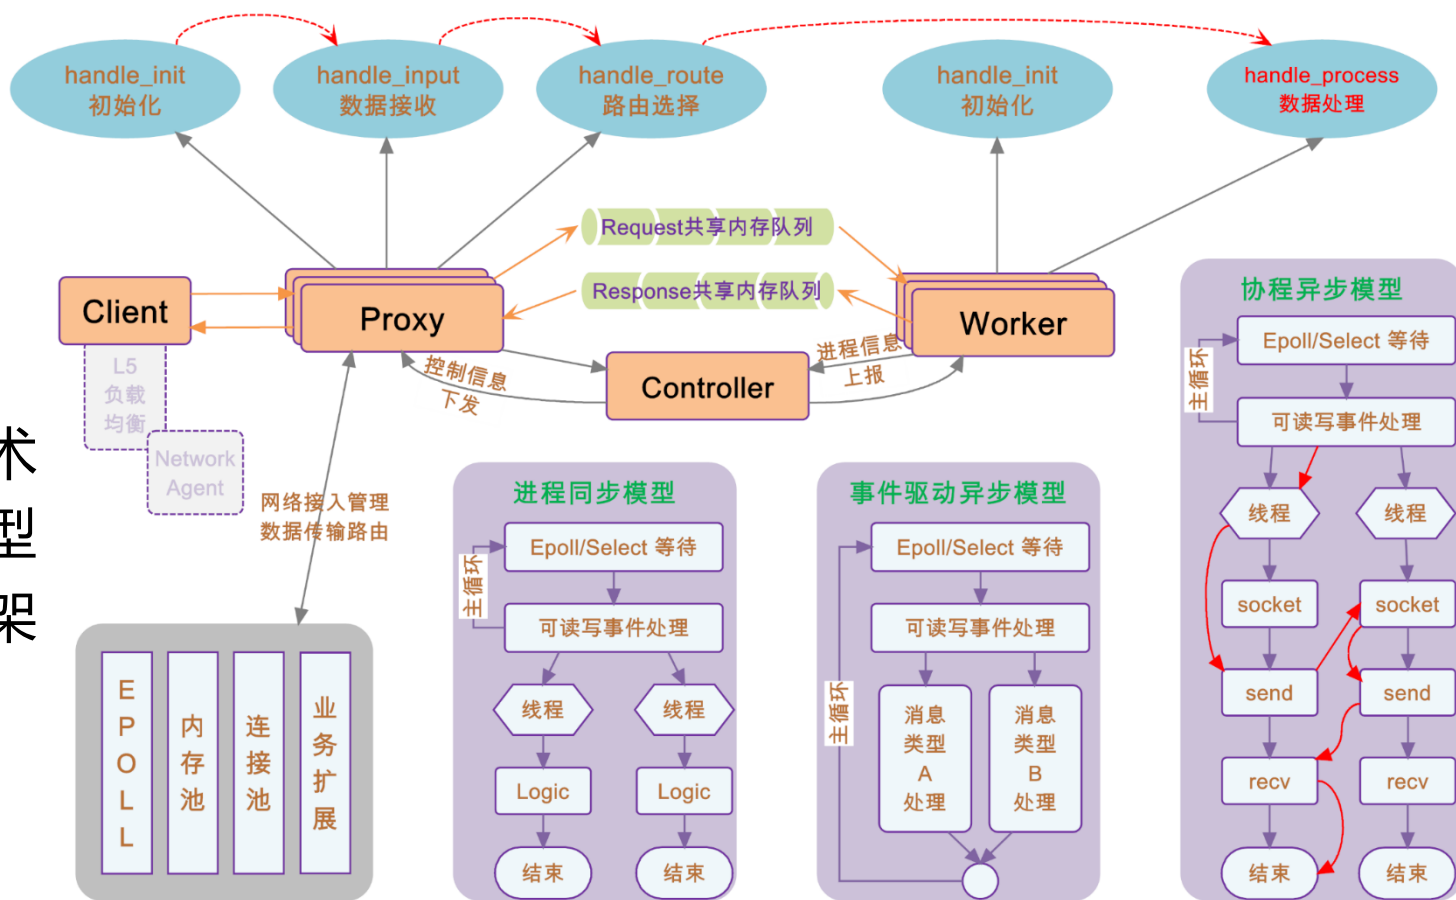 handle_init
初始化
handle_input
数据接收
handle_route
路由选择
handle_init
初始化
handle_process
数据处理
Request共享内存队列
Response共享内存队列
Client
Proxy
Worker
Controller
L5
负载
均衡
Network
Agent
控制信息
下发
进程信息
上报
网络接入管理
数据传输路由
术
型
架
EPOLL
内存池
连接池
业务扩展
进程同步模型
Epoll/Select 等待
主循环
可读写事件处理
线程
线程
Logic
Logic
结束
结束
事件驱动异步模型
Epoll/Select 等待
主循环
可读写事件处理
消息
类型
A
处理
消息
类型
B
处理
协程异步模型
Epoll/Select 等待
主循环
可读写事件处理
线程
线程
socket
socket
send
send
recv
recv
结束
结束